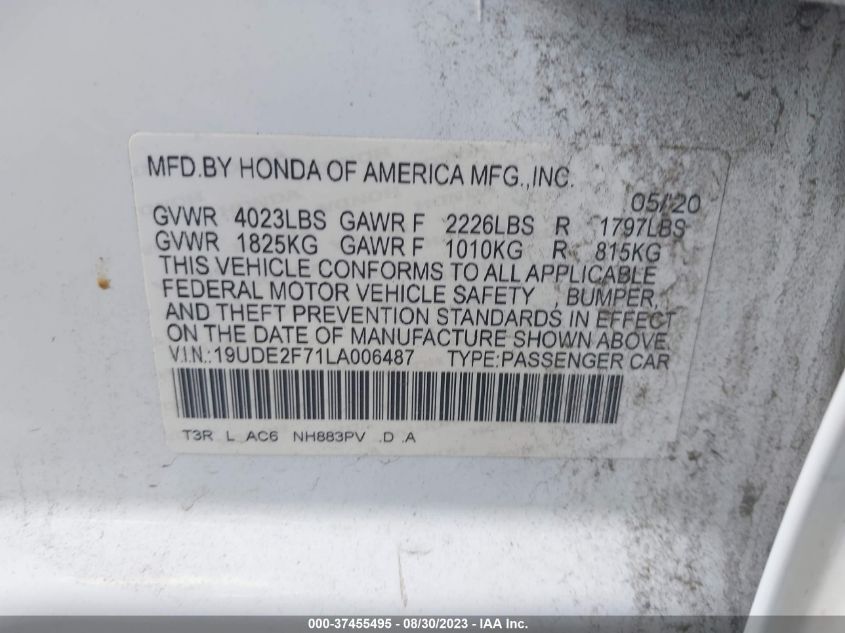 MFD.BY HONDA OF AMERICA MFG.,INC.
05/20
GVWR 4023LBS GAWR F 2226LBS R 1797LBS
GVWR 1825KG GAWR F 1010KG R 815KG
THIS VEHICLE CONFORMS TO ALL APPLICABLE
FEDERAL MOTOR VEHICLE SAFETY , BUMPER,
AND THEFT PREVENTION STANDARDS IN EFFECT
ON THE DATE OF MANUFACTURE SHOWN ABOVE.
V.I.N.:19UDE2F71LA006487 TYPE:PASSENGER CAR
T3R L AC6 NH883PV .D .A
000-37455495 - 08/30/2023 - IAA Inc.